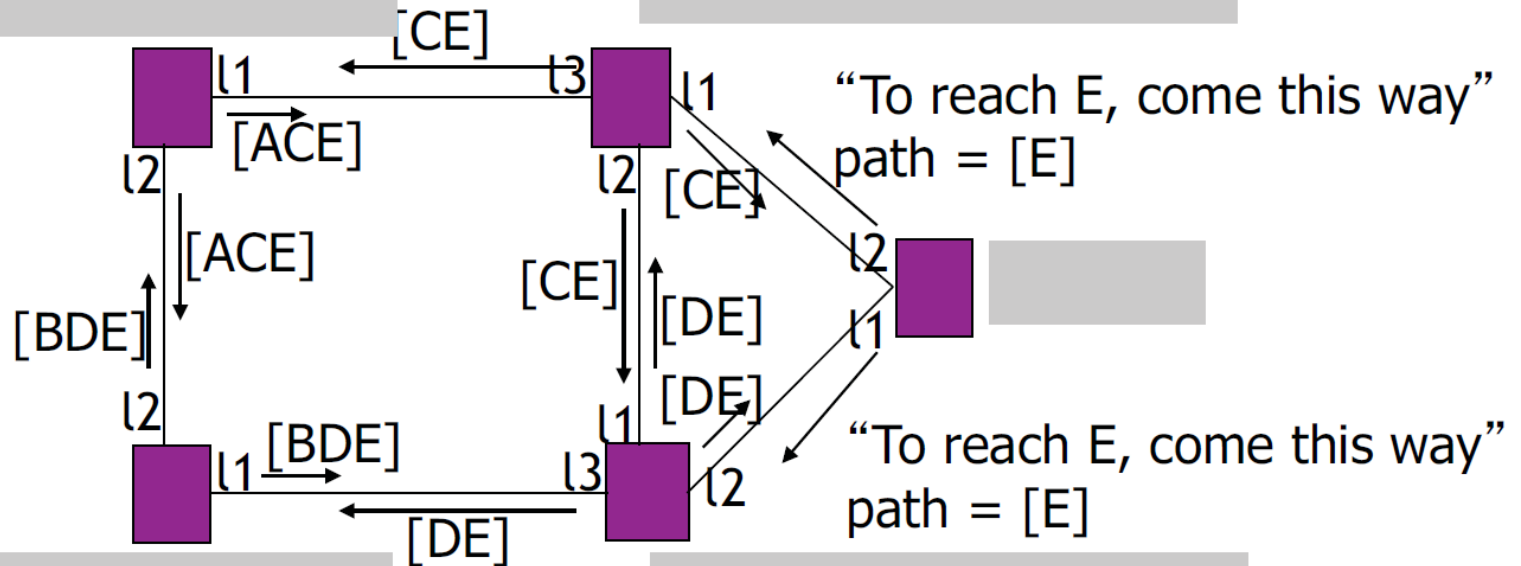 [CE]
l1
l3
l1
“To reach E, come this way”
[ACE]
path = [E]
l2
l2
[CE]
[ACE]
l2
[CE]
[BDE]
[DE]
l1
[DE]
l2
l1
“To reach E, come this way”
[BDE]
l1
l3
l2
path = [E]
[DE]